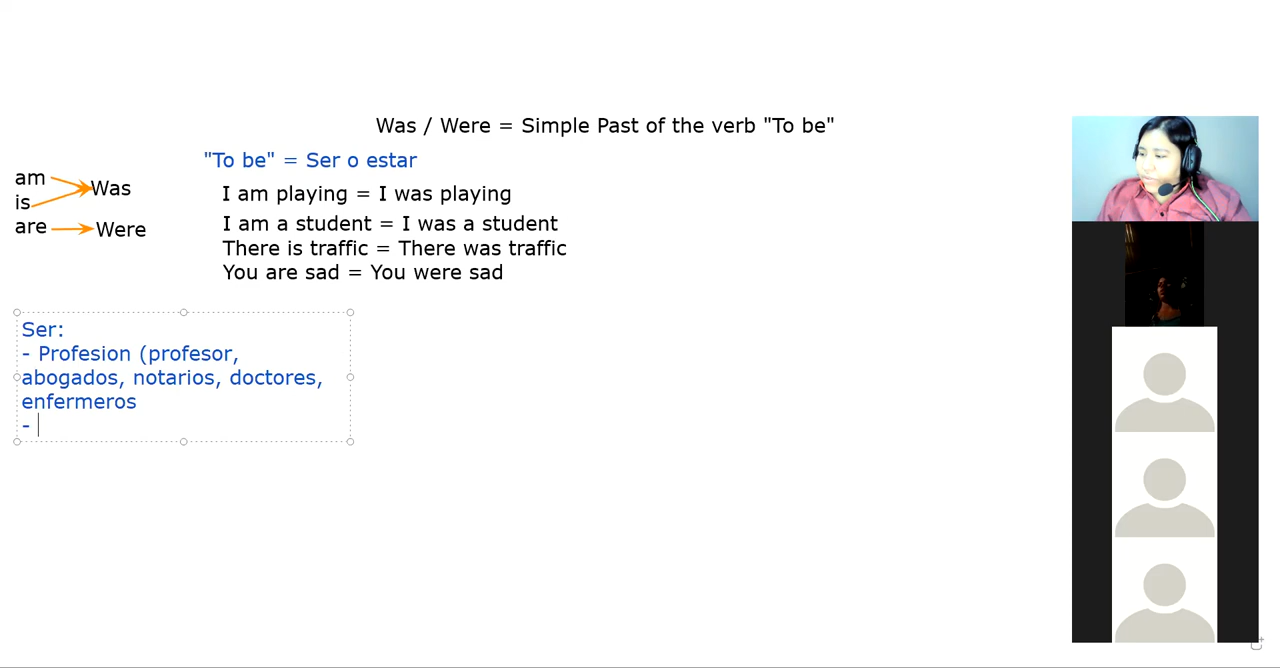 Was / Were = Simple Past of the verb "To be"
"To be" = Ser o estar
am
is
are
Was
Were
I am playing = I was playing
I am a student = I was a student
There is traffic = There was traffic
You are sad = You were sad
Ser:
- Profesion (profesor,
abogados, notarios, doctores,
enfermeros
-